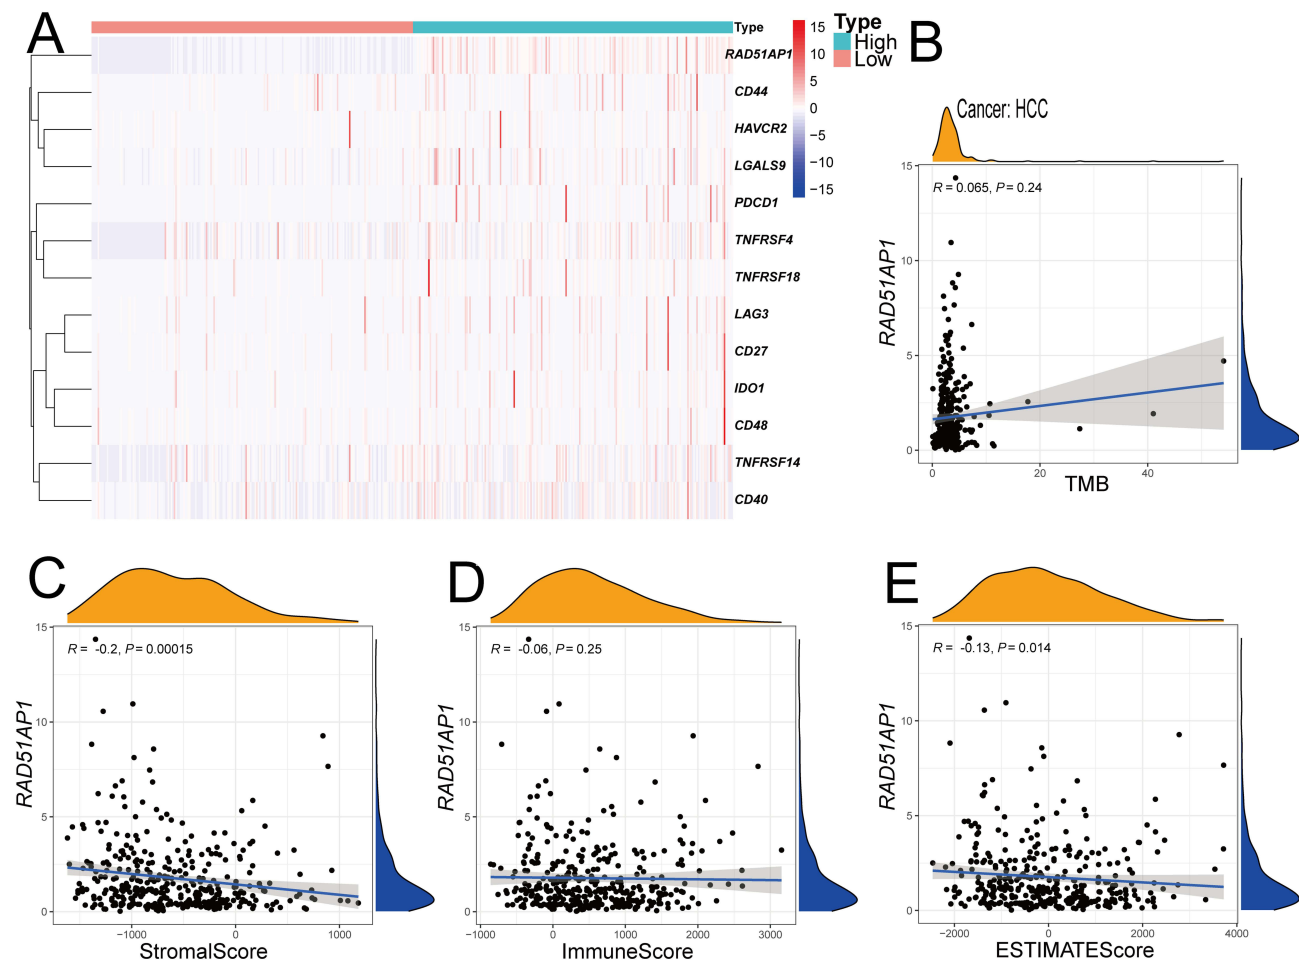 A
Type
RAD51AP1
CD44
HAVCR2
LGALS9
PDCD1
TNFRSF4
TNFRSF18
LAG3
CD27
IDO1
CD48
TNFRSF14
CD40
15
10
5
0
−5
−10
−15
Type
High
Low
B
Cancer: HCC
R = 0.065, P = 0.24
RAD51AP1
15
10
5
0
0 20 40
TMB
C
R = -0.2, P = 0.00015
RAD51AP1
15
10
5
0
−1000 0 1000
StromalScore
D
R = -0.06, P = 0.25
RAD51AP1
15
10
5
0
−1000 0 1000 2000 3000
ImmuneScore
E
R = -0.13, P = 0.014
RAD51AP1
15
10
5
0
−2000 0 2000 4000
ESTIMATEScore